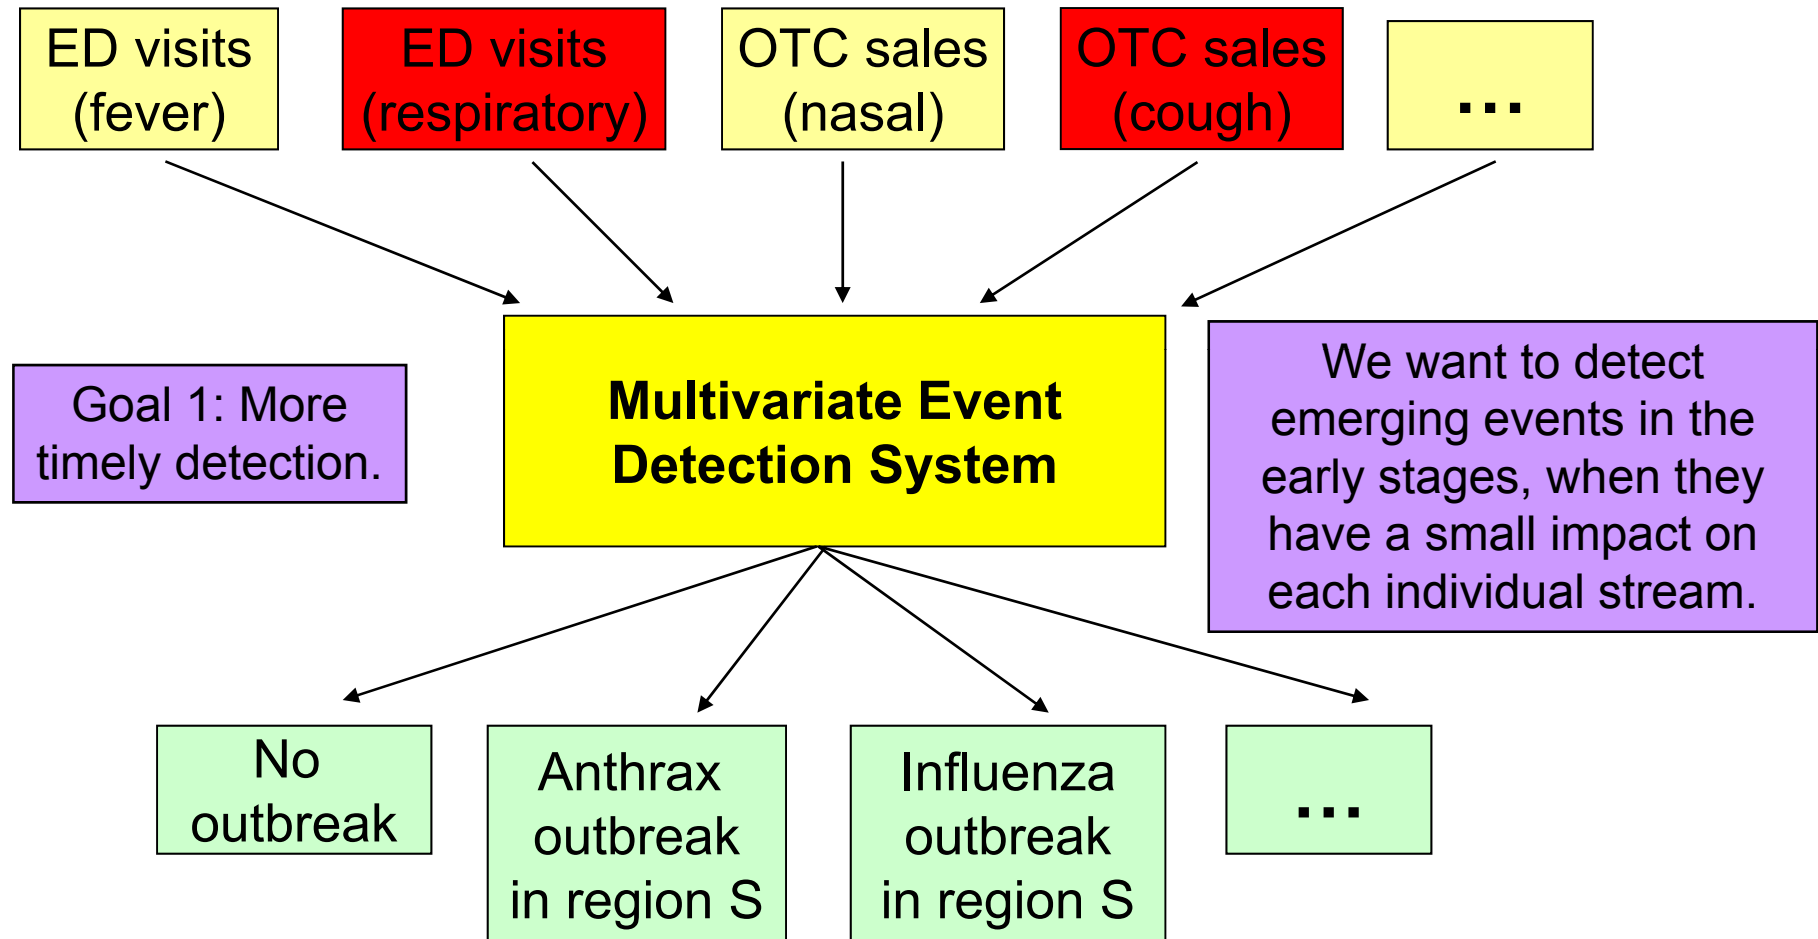 ED visits
(fever)
ED visits
(respiratory)
OTC sales
(nasal)
OTC sales
(cough)
...
Goal 1: More
timely detection.
Multivariate Event
Detection System
We want to detect
emerging events in the
early stages, when they
have a small impact on
each individual stream.
No
outbreak
Anthrax
outbreak
in region S
Influenza
outbreak
in region S
...